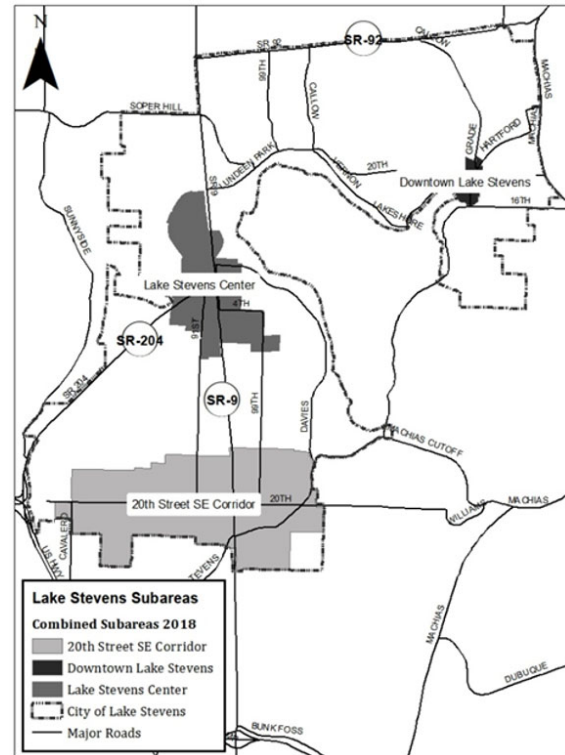 N
SR-92
SR 92
CALLOW
99TH
CALLOW
MACHIAS
SOPER HILL
GRADE
HARTFORD
MACHIAS
LUNDEEN PARK
VERNON
20TH
SR 9
Downtown Lake Stevens
LAKESHORE
16TH
SUNNYSIDE
Lake Stevens Center
4TH
SR-204
91ST
SR 204
SR-9
99TH
DAVIES
MACHIAS CUTOFF
20th Street SE Corridor
20TH
WILLIAMS
MACHIAS
CAVALERO
US HWY
STEVENS
Lake Stevens Subareas
Combined Subareas 2018
20th Street SE Corridor
Downtown Lake Stevens
Lake Stevens Center
City of Lake Stevens
Major Roads
MACHIAS
DUBUQUE
BUNK FOSS